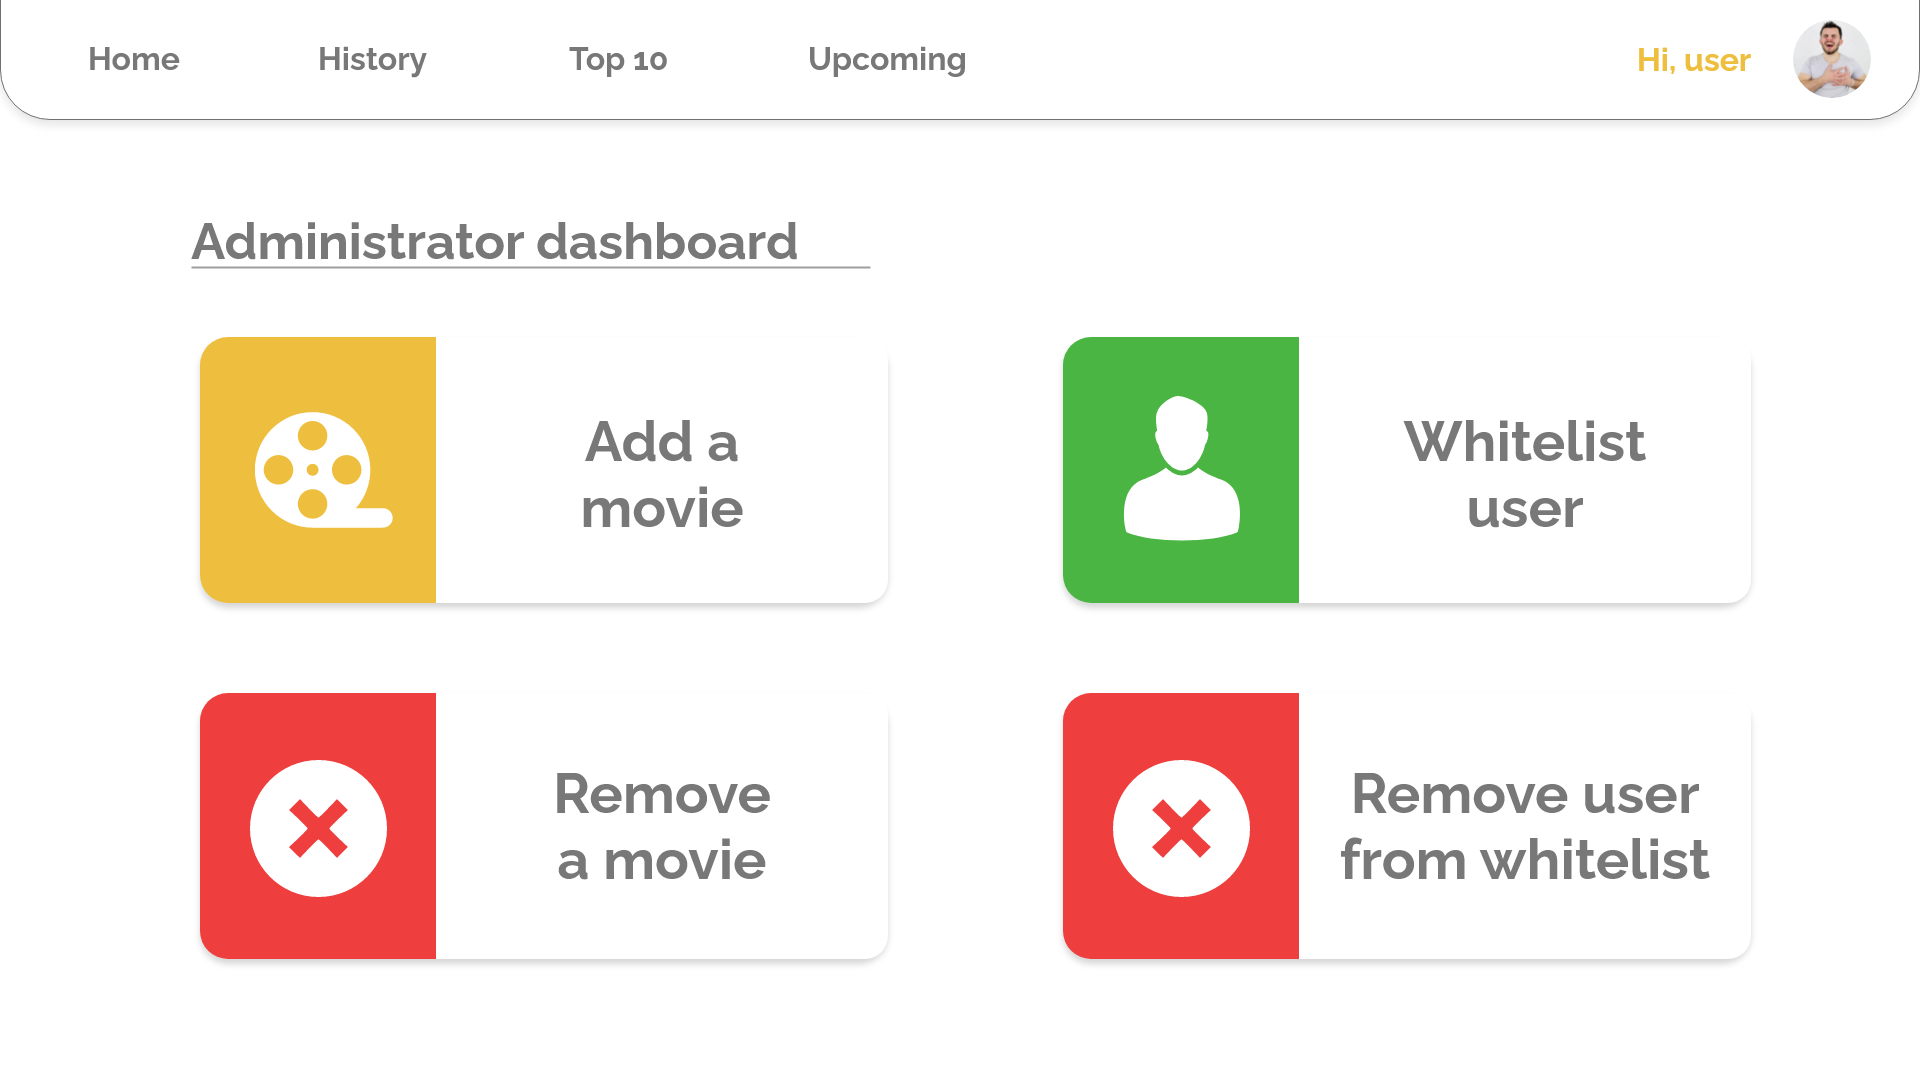 Home History Top 10 Upcoming Hi, user
Administrator dashboard
Add a
movie
Whitelist
user
Remove
a movie
Remove user
from whitelist